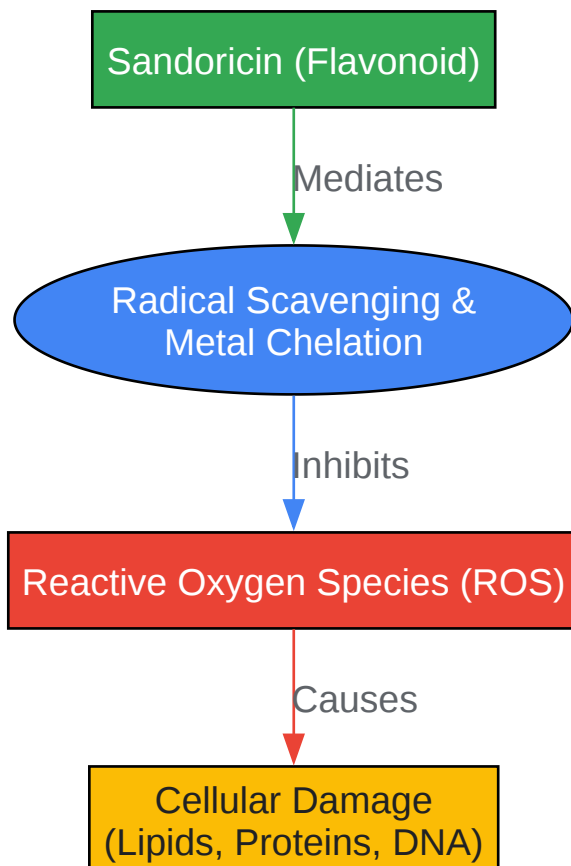 Sandoricin (Flavonoid)
Mediates
Radical Scavenging &
Metal Chelation
Inhibits
Reactive Oxygen Species (ROS)
Causes
Cellular Damage
(Lipids, Proteins, DNA)